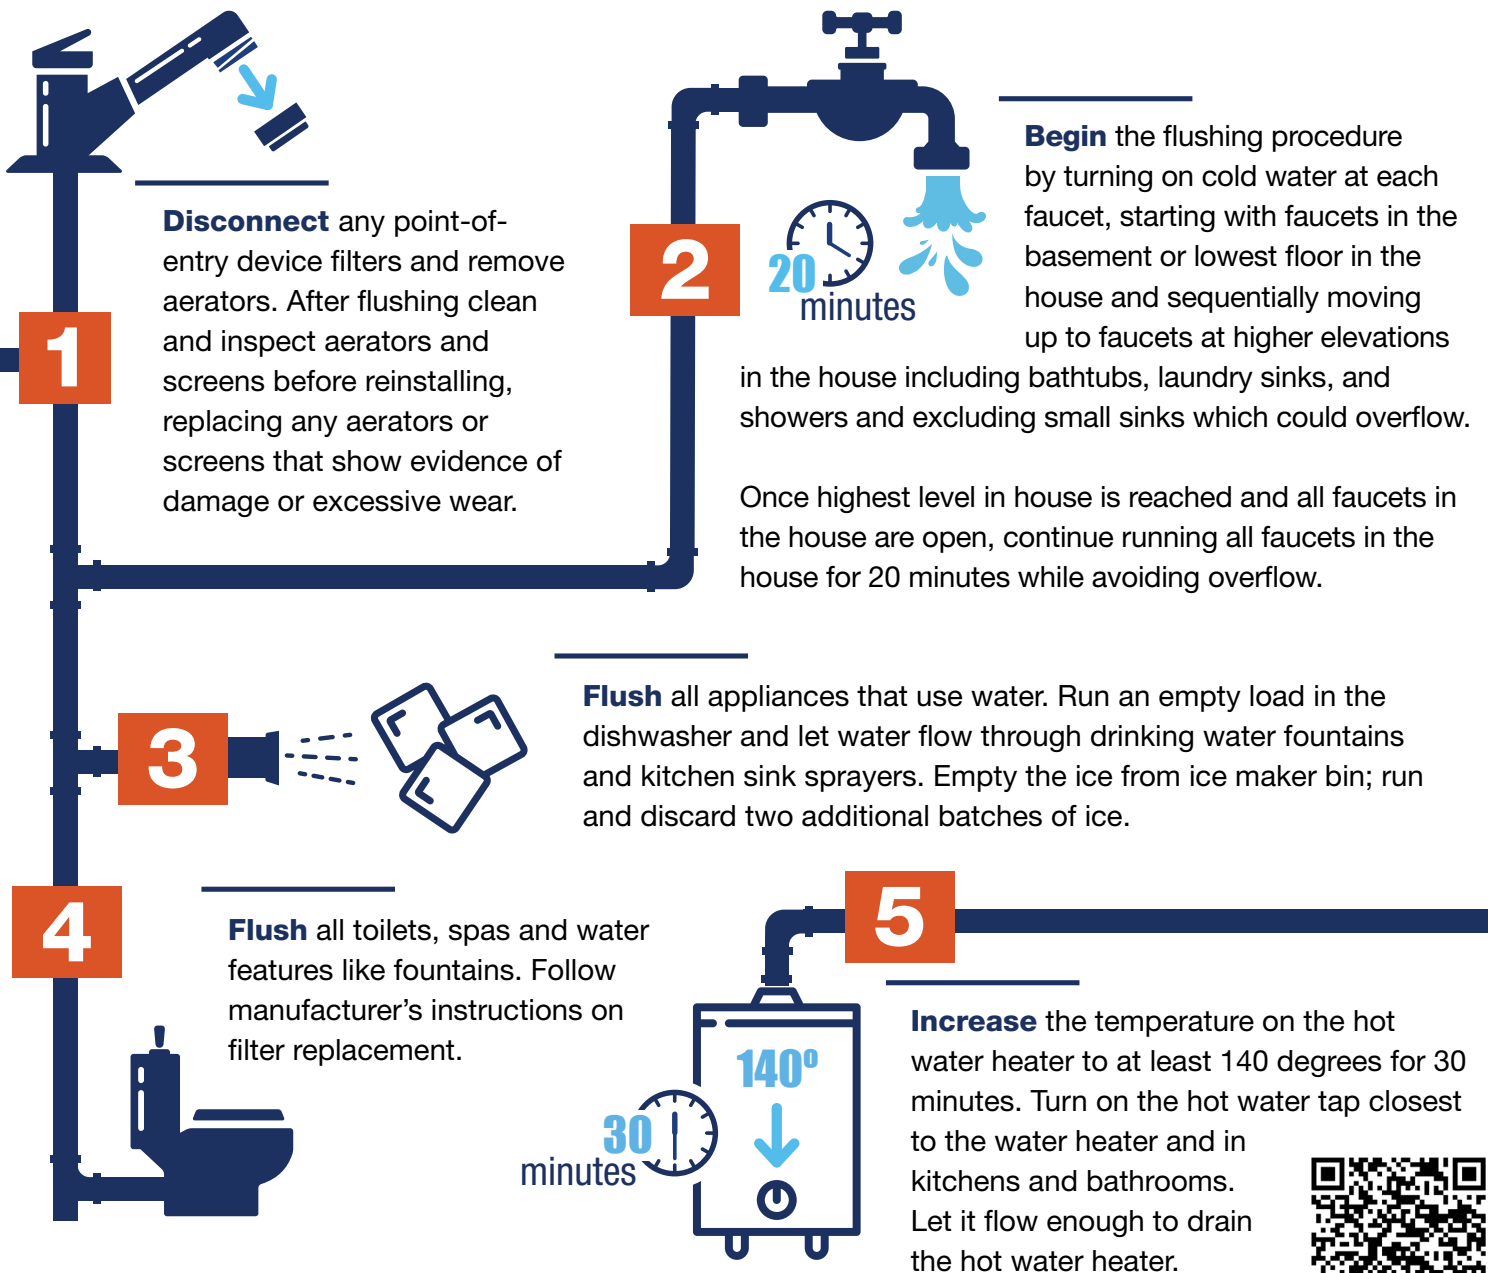 1
Disconnect any point-of-
entry device filters and remove
aerators. After flushing clean
and inspect aerators and
screens before reinstalling,
replacing any aerators or
screens that show evidence of
damage or excessive wear.
2
20
minutes
Begin the flushing procedure
by turning on cold water at each
faucet, starting with faucets in the
basement or lowest floor in the
house and sequentially moving
up to faucets at higher elevations
in the house including bathtubs, laundry sinks, and
showers and excluding small sinks which could overflow.
Once highest level in house is reached and all faucets in
the house are open, continue running all faucets in the
house for 20 minutes while avoiding overflow.
3
Flush all appliances that use water. Run an empty load in the
dishwasher and let water flow through drinking water fountains
and kitchen sink sprayers. Empty the ice from ice maker bin; run
and discard two additional batches of ice.
4
Flush all toilets, spas and water
features like fountains. Follow
manufacturer’s instructions on
filter replacement.
5
140º
30
minutes
Increase the temperature on the hot
water heater to at least 140 degrees for 30
minutes. Turn on the hot water tap closest
to the water heater and in
kitchens and bathrooms.
Let it flow enough to drain
the hot water heater.